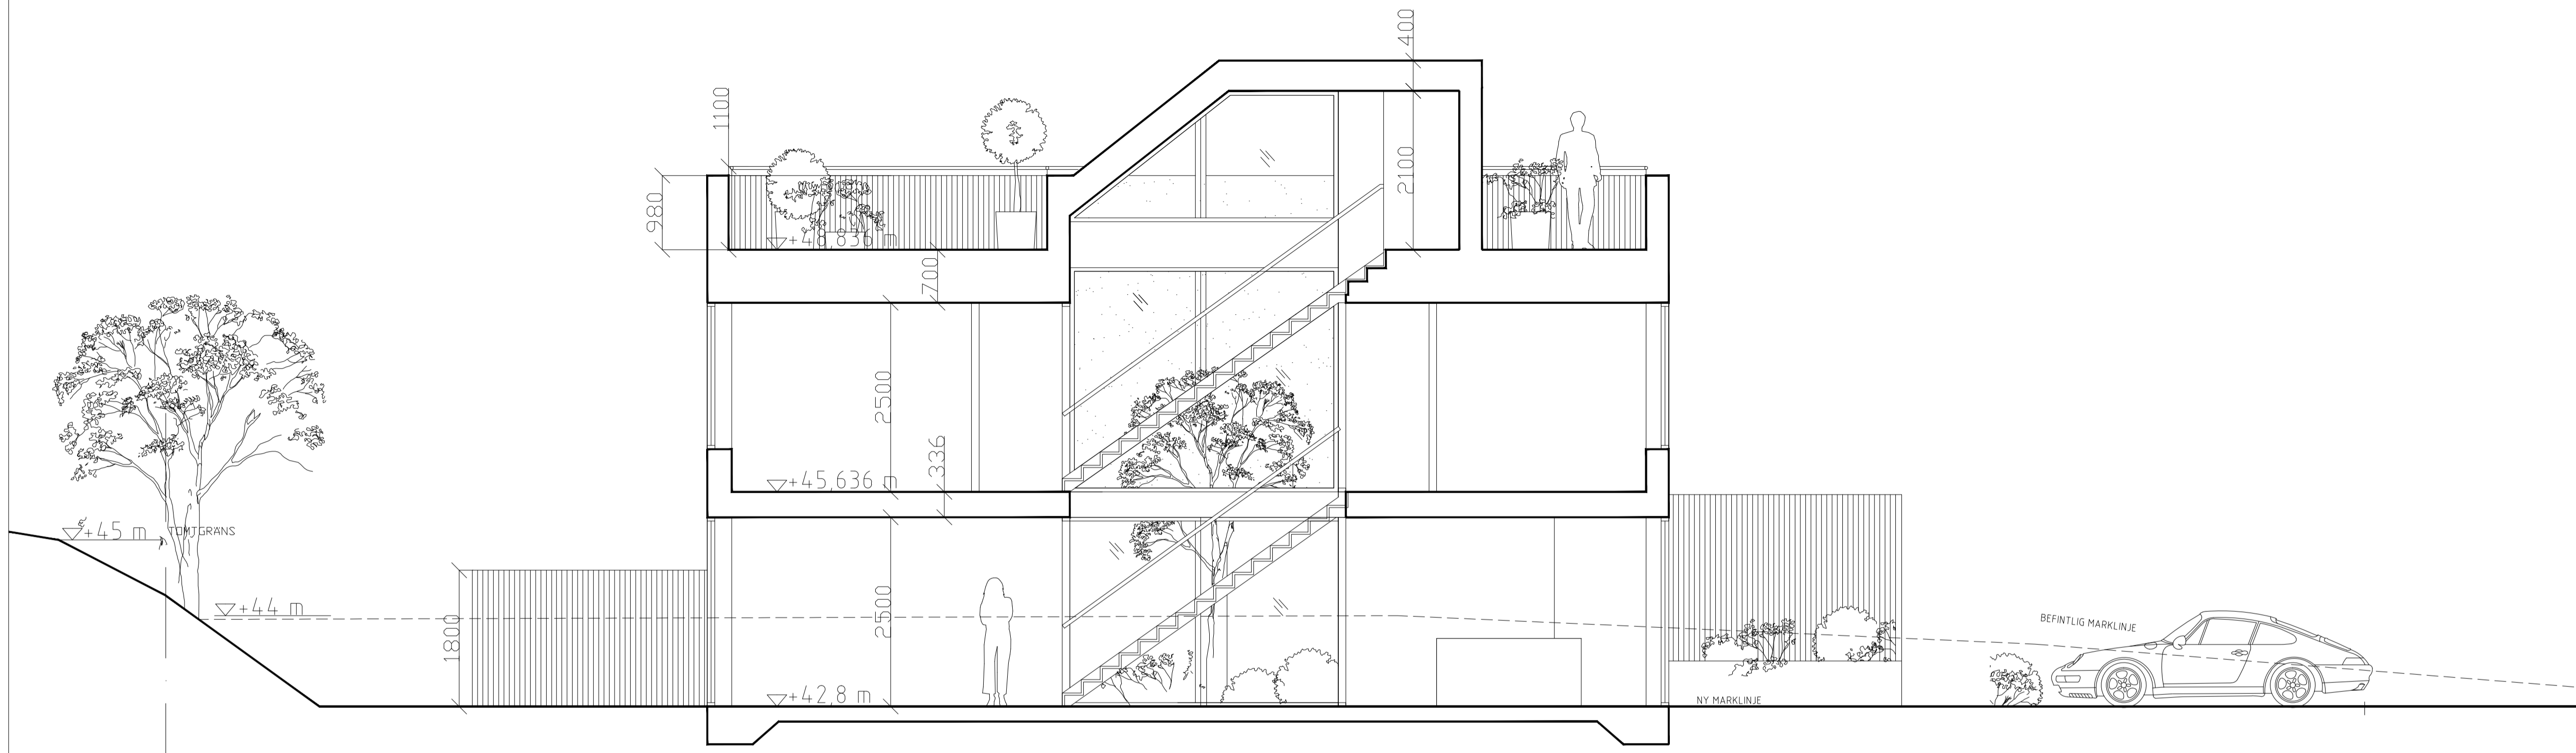 400
1100
2100
980
+48,836 m
700
2500
336
+45,636 m
+45 m
TOMTGRÄNS
+44 m
2500
1800
BEFINTLIG MARKLINJE
+42,8 m
NY MARKLINJE